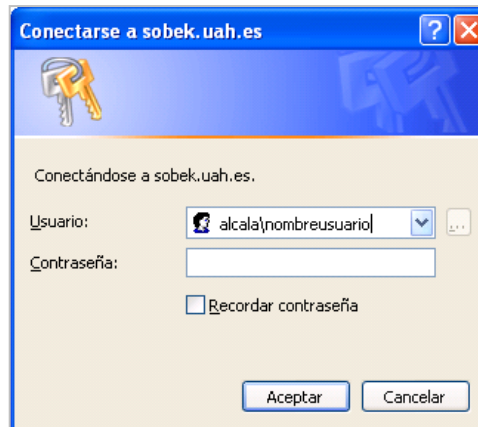 Conectarse a sobek.uah.es
Conectándose a sobek.uah.es.
Usuario:
alcala\nombreusuario
...
Contraseña:
Recordar contraseña
Aceptar
Cancelar